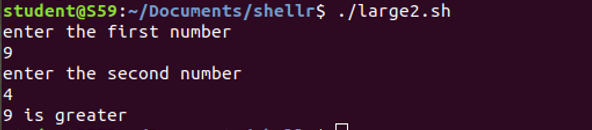 student@S59:~/Documents/shellr$ ./large2.sh
enter the first number
9
enter the second number
4
9 is greater